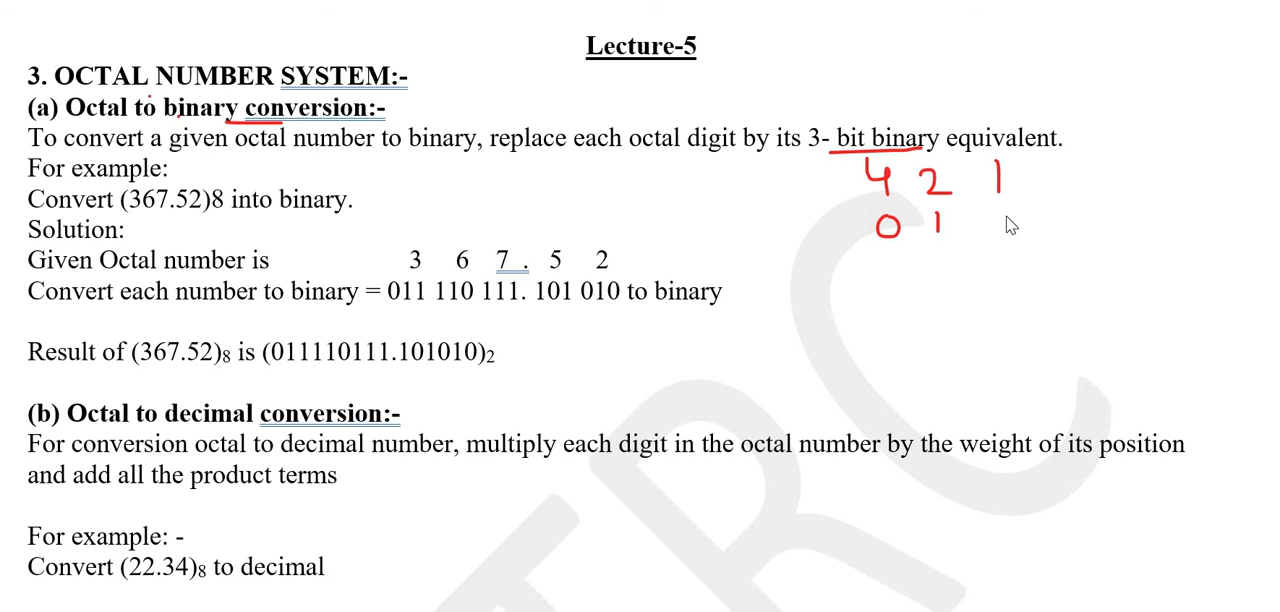 Lecture-5
3. OCTAL NUMBER SYSTEM:-
(a) Octal to binary conversion:-
To convert a given octal number to binary, replace each octal digit by its 3- bit binary equivalent.
For example:
4 2 1
Convert (367.52)8 into binary.
Solution:
0 1
Given Octal number is 3 6 7 . 5 2
Convert each number to binary = 011 110 111. 101 010 to binary
Result of (367.52)₈ is (011110111.101010)₂
(b) Octal to decimal conversion:-
For conversion octal to decimal number, multiply each digit in the octal number by the weight of its position
and add all the product terms
For example: -
Convert (22.34)₈ to decimal
TRC